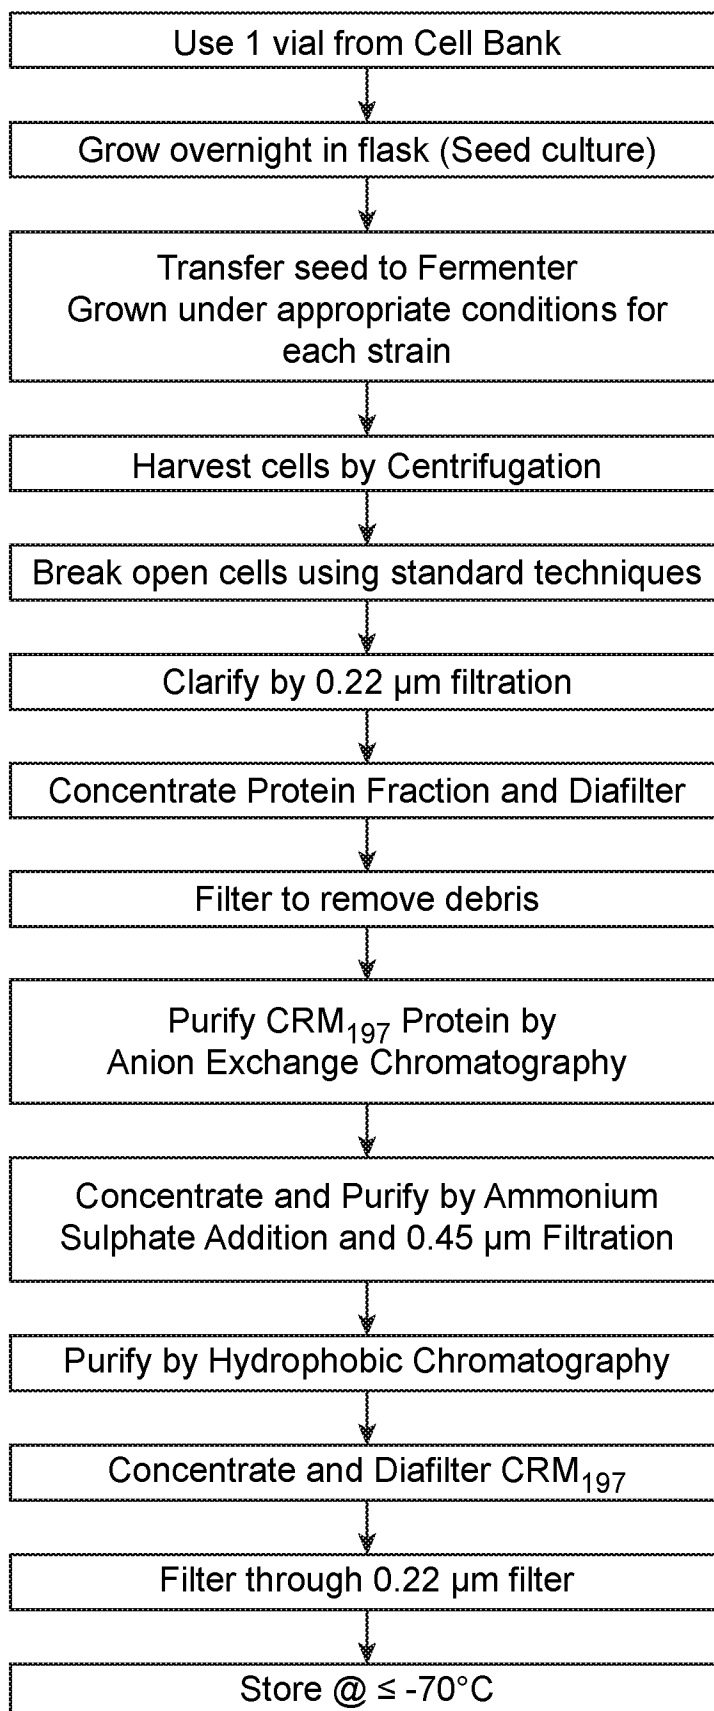 Use 1 vial from Cell Bank
Grow overnight in flask (Seed culture)
Transfer seed to Fermenter
Grown under appropriate conditions for
each strain
Harvest cells by Centrifugation
Break open cells using standard techniques
Clarify by 0.22 µm filtration
Concentrate Protein Fraction and Diafilter
Filter to remove debris
Purify CRM₁₉₇ Protein by
Anion Exchange Chromatography
Concentrate and Purify by Ammonium
Sulphate Addition and 0.45 µm Filtration
Purify by Hydrophobic Chromatography
Concentrate and Diafilter CRM₁₉₇
Filter through 0.22 µm filter
Store @ ≤ -70°C